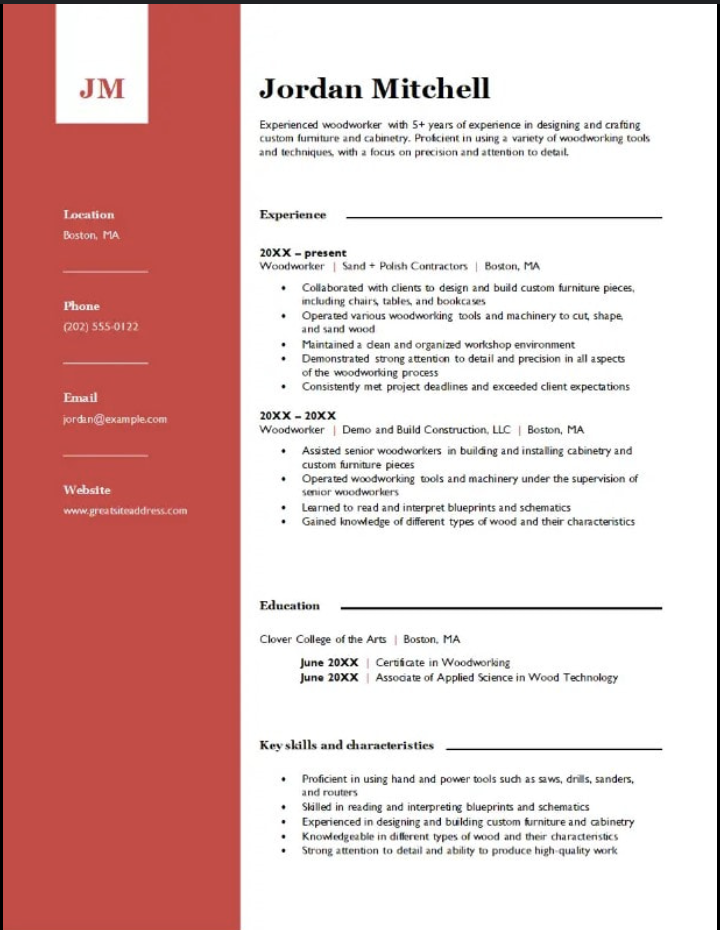 JM
Jordan Mitchell
Experienced woodworker with 5+ years of experience in designing and crafting
custom furniture and cabinetry. Proficient in using a variety of woodworking tools
and techniques, with a focus on precision and attention to detail.
Location
Boston, MA
Phone
(202) 555-0122
Email
jordan@example.com
Website
www.greatsiteaddress.com
Experience
20XX – present
Woodworker | Sand + Polish Contractors | Boston, MA
• Collaborated with clients to design and build custom furniture pieces,
including chairs, tables, and bookcases
• Operated various woodworking tools and machinery to cut, shape,
and sand wood
• Maintained a clean and organized workshop environment
• Demonstrated strong attention to detail and precision in all aspects
of the woodworking process
• Consistently met project deadlines and exceeded client expectations
20XX – 20XX
Woodworker | Demo and Build Construction, LLC | Boston, MA
• Assisted senior woodworkers in building and installing cabinetry and
custom furniture pieces
• Operated woodworking tools and machinery under the supervision of
senior woodworkers
• Learned to read and interpret blueprints and schematics
• Gained knowledge of different types of wood and their characteristics
Education
Clover College of the Arts | Boston, MA
June 20XX | Certificate in Woodworking
June 20XX | Associate of Applied Science in Wood Technology
Key skills and characteristics
• Proficient in using hand and power tools such as saws, drills, sanders,
and routers
• Skilled in reading and interpreting blueprints and schematics
• Experienced in designing and building custom furniture and cabinetry
• Knowledgeable in different types of wood and their characteristics
• Strong attention to detail and ability to produce high-quality work